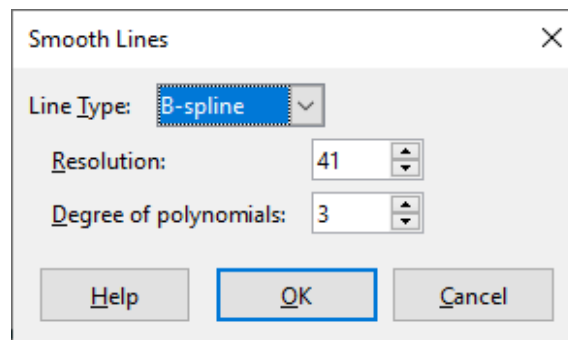 Smooth Lines
Line Type: B-spline
Resolution: 41
Degree of polynomials: 3
Help OK Cancel